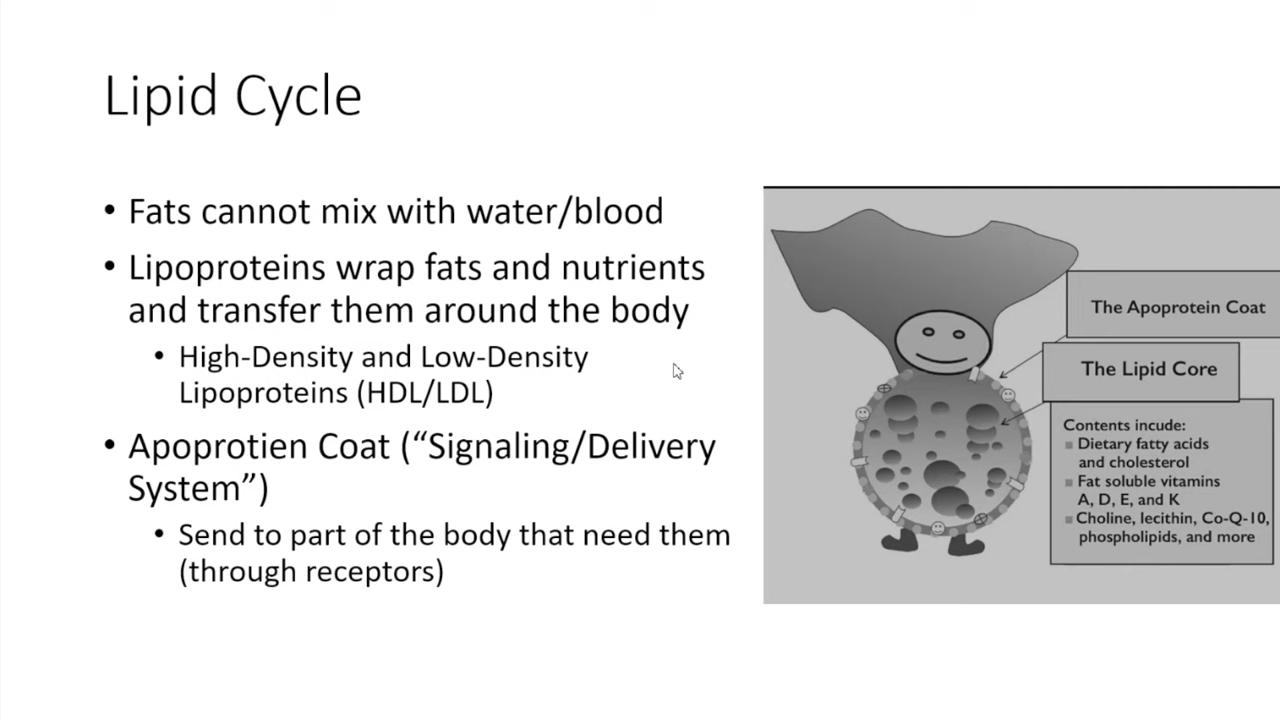 Lipid Cycle
• Fats cannot mix with water/blood
• Lipoproteins wrap fats and nutrients
and transfer them around the body
• High-Density and Low-Density
Lipoproteins (HDL/LDL)
• Apoprotien Coat (“Signaling/Delivery
System”)
• Send to part of the body that need them
(through receptors)
The Apoprotein Coat
The Lipid Core
Contents incude:
■ Dietary fatty acids
and cholesterol
■ Fat soluble vitamins
A, D, E, and K
■ Choline, lecithin, Co-Q-10,
phospholipids, and more